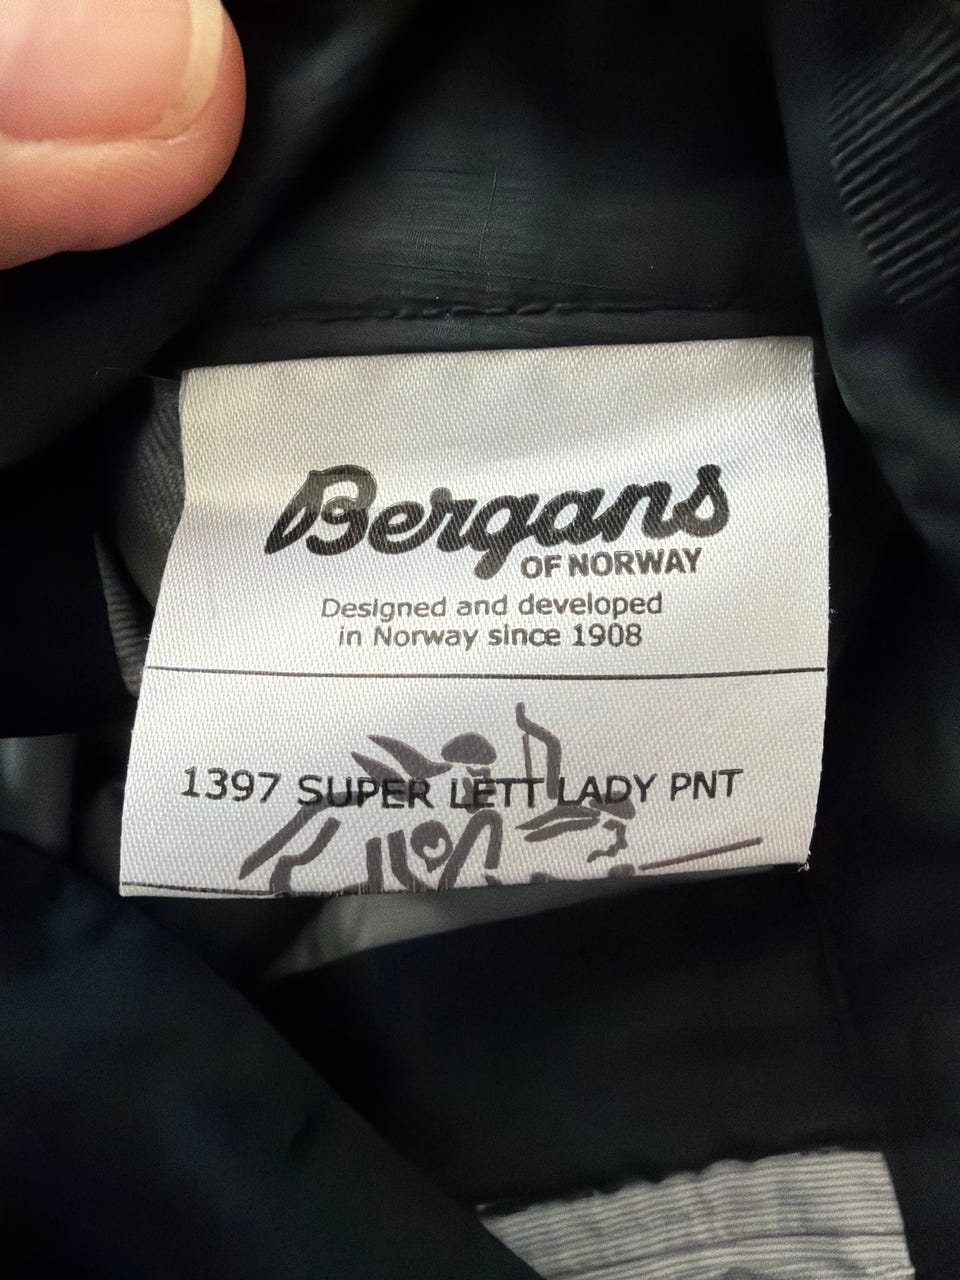 Bergans
OF NORWAY
Designed and developed
in Norway since 1908
1397 SUPER LETT LADY PNT